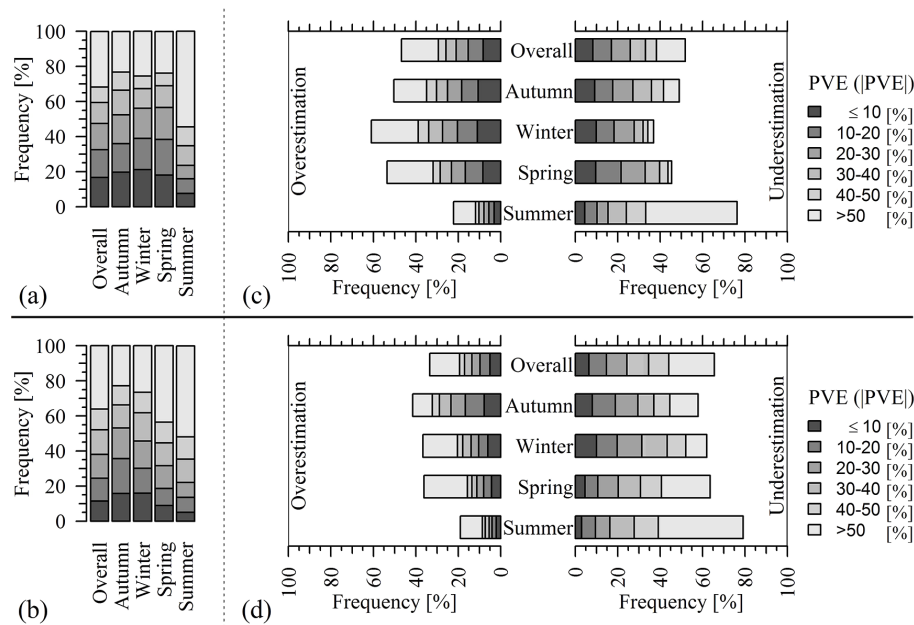 100
80
60
40
20
0
Frequency [%]
Overall
Autumn
Winter
Spring
Summer
(a)
Overestimation
Overall
Autumn
Winter
Spring
Summer
Underestimation
100
80
60
40
20
0
0
20
40
60
80
100
Frequency [%]
Frequency [%]
(c)
PVE (|PVE|)
≤ 10 [%]
10-20 [%]
20-30 [%]
30-40 [%]
40-50 [%]
>50 [%]
100
80
60
40
20
0
Frequency [%]
Overall
Autumn
Winter
Spring
Summer
(b)
Overestimation
Overall
Autumn
Winter
Spring
Summer
Underestimation
100
80
60
40
20
0
0
20
40
60
80
100
Frequency [%]
Frequency [%]
(d)
PVE (|PVE|)
≤ 10 [%]
10-20 [%]
20-30 [%]
30-40 [%]
40-50 [%]
>50 [%]